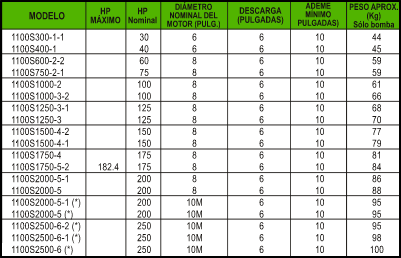 MODELO HP MÁXIMO HP Nominal DIÁMETRO NOMINAL DEL MOTOR (PULG.) DESCARGA (PULGADAS) ADEME MÍNIMO PULGADAS) PESO APROX. (Kg) Sólo bomba
1100S300-1-1 30 6 6 10 44
1100S400-1 40 6 6 10 45
1100S600-2-2 60 8 6 10 59
1100S750-2-1 75 8 6 10 59
1100S1000-2 100 8 6 10 61
1100S1000-3-2 100 8 6 10 66
1100S1250-3-1 125 8 6 10 68
1100S1250-3 125 8 6 10 70
1100S1500-4-2 150 8 6 10 77
1100S1500-4-1 150 8 6 10 79
1100S1750-4 175 8 6 10 81
1100S1750-5-2 182.4 175 8 6 10 84
1100S2000-5-1 200 8 6 10 86
1100S2000-5 200 8 6 10 88
1100S2000-5-1 (*) 200 10M 6 10 95
1100S2000-5 (*) 200 10M 6 10 95
1100S2500-6-2 (*) 250 10M 6 10 95
1100S2500-6-1 (*) 250 10M 6 10 98
1100S2500-6 (*) 250 10M 6 10 100